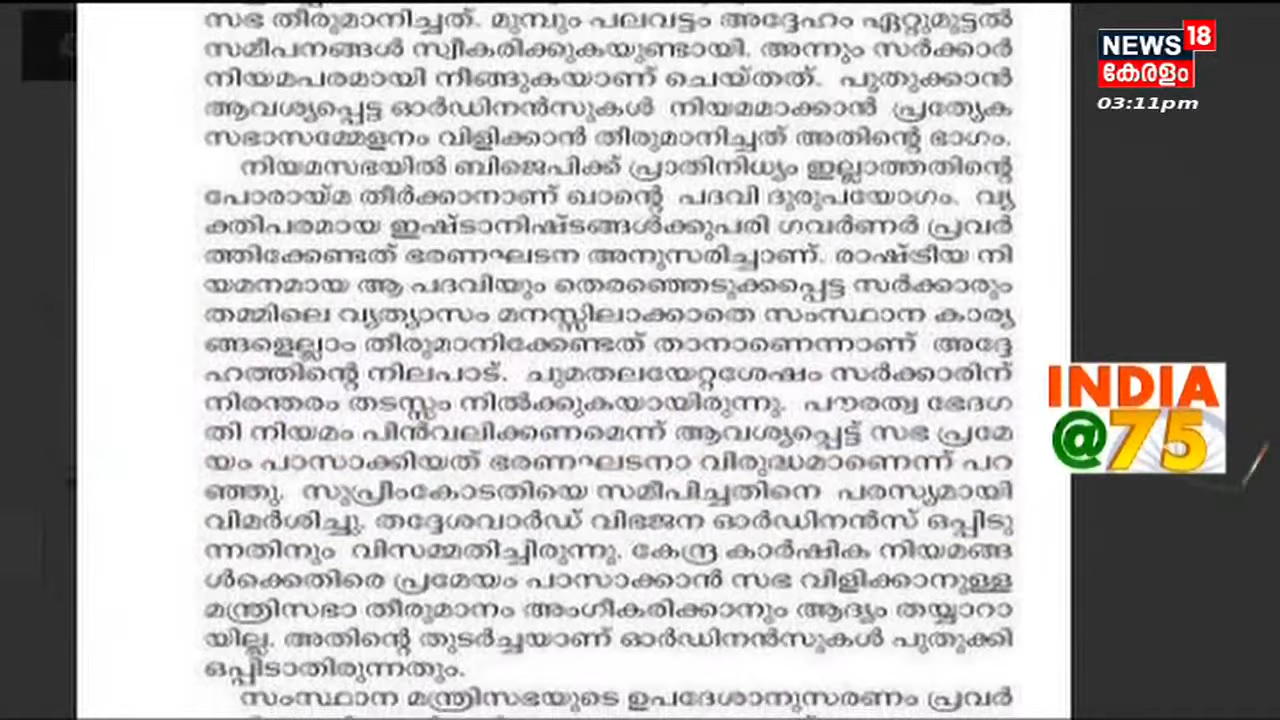 സഭ തീരുമാനിച്ചത്. മുമ്പും പലവട്ടം അദ്ദേഹം ഏറ്റുമുട്ടൽ
സമീപനങ്ങൾ സ്വീകരിക്കുകയുണ്ടായി. അന്നും സർക്കാർ
നിയമപരമായി നീങ്ങുകയാണ് ചെയ്തത്. പുതുക്കാൻ
ആവശ്യപ്പെട്ട ഓർഡിനൻസുകൾ നിയമമാക്കാൻ പ്രത്യേക
സഭാസമ്മേളനം വിളിക്കാൻ തീരുമാനിച്ചത് അതിന്റെ ഭാഗം.
നിയമസഭയിൽ ബിജെപിക്ക് പ്രാതിനിധ്യം ഇല്ലാത്തതിന്റെ
പോരായ്മ തീർക്കാനാണ് ഖാന്റെ പദവി ദുരുപയോഗം. വ്യ
ക്തിപരമായ ഇഷ്ടാനിഷ്ടങ്ങൾക്കുപരി ഗവർണർ പ്രവർ
ത്തിക്കേണ്ടത് ഭരണഘടന അനുസരിച്ചാണ്. രാഷ്ട്രീയ നി
യമനമായ ആ പദവിയും തെരഞ്ഞെടുക്കപ്പെട്ട സർക്കാരും
തമ്മിലെ വ്യത്യാസം മനസ്സിലാക്കാതെ സംസ്ഥാന കാര്യ
ങ്ങളെല്ലാം തീരുമാനിക്കേണ്ടത് താനാണെന്നാണ് അദ്ദേ
ഹത്തിന്റെ നിലപാട്. ചുമതലയേറ്റശേഷം സർക്കാരിന്
നിരന്തരം തടസ്സം നിൽക്കുകയായിരുന്നു. പൗരത്വ ഭേദഗ
തി നിയമം പിൻവലിക്കണമെന്ന് ആവശ്യപ്പെട്ട് സഭ പ്രമേ
യം പാസാക്കിയത് ഭരണഘടനാ വിരുദ്ധമാണെന്ന് പറ
ഞ്ഞു. സുപ്രീംകോടതിയെ സമീപിച്ചതിനെ പരസ്യമായി
വിമർശിച്ചു. തദ്ദേശവാർഡ് വിഭജന ഓർഡിനൻസ് ഒപ്പിടു
ന്നതിനും വിസമ്മതിച്ചിരുന്നു. കേന്ദ്ര കാർഷിക നിയമങ്ങ
ൾക്കെതിരെ പ്രമേയം പാസാക്കാൻ സഭ വിളിക്കാനുള്ള
മന്ത്രിസഭാ തീരുമാനം അംഗീകരിക്കാനും ആദ്യം തയ്യാറാ
യില്ല. അതിന്റെ തുടർച്ചയാണ് ഓർഡിനൻസുകൾ പുതുക്കി
ഒപ്പിടാതിരുന്നതും.
സംസ്ഥാന മന്ത്രിസഭയുടെ ഉപദേശാനുസരണം പ്രവർ
NEWS 18
കേരളം
03:11pm
INDIA
@75